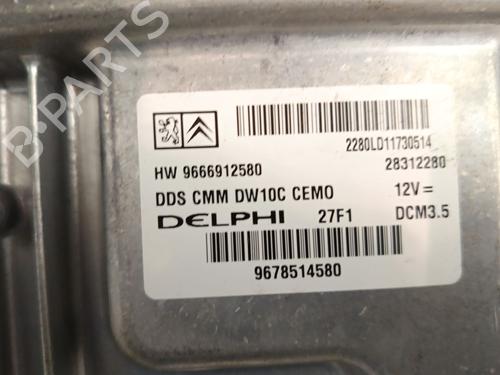 B-PARTS
2280LD11730514
HW 9666912580
28312280
DDS CMM DW10C CEMO
12V=
DELPHI
27F1
DCM3.5
9678514580